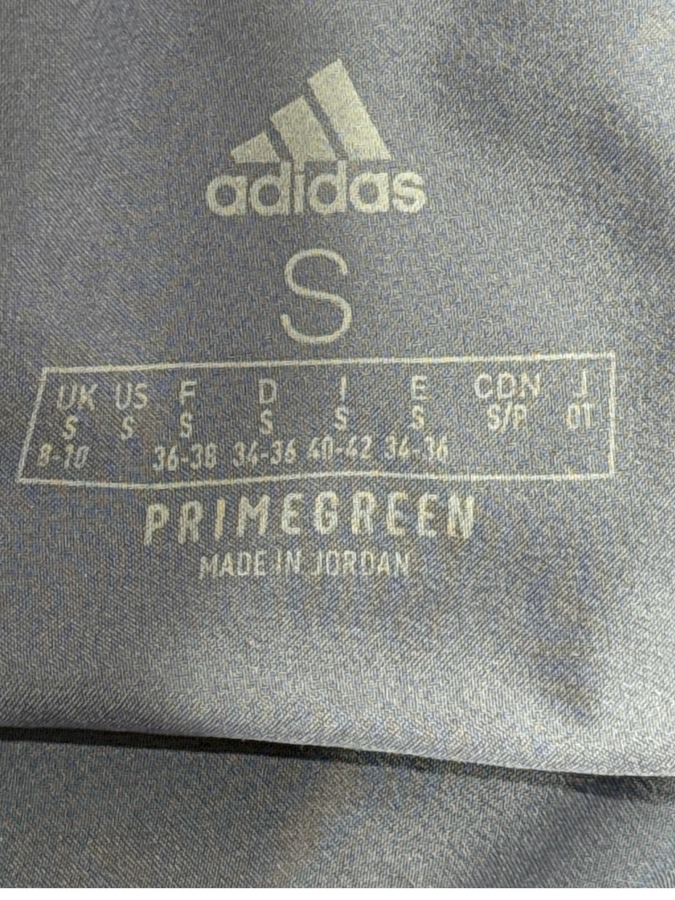 adidas
S
UK US F D I E CDN J
S S S S S S S/P OT
8-10 36-38 34-36 40-42 34-36
PRIMEGREEN
MADE IN JORDAN